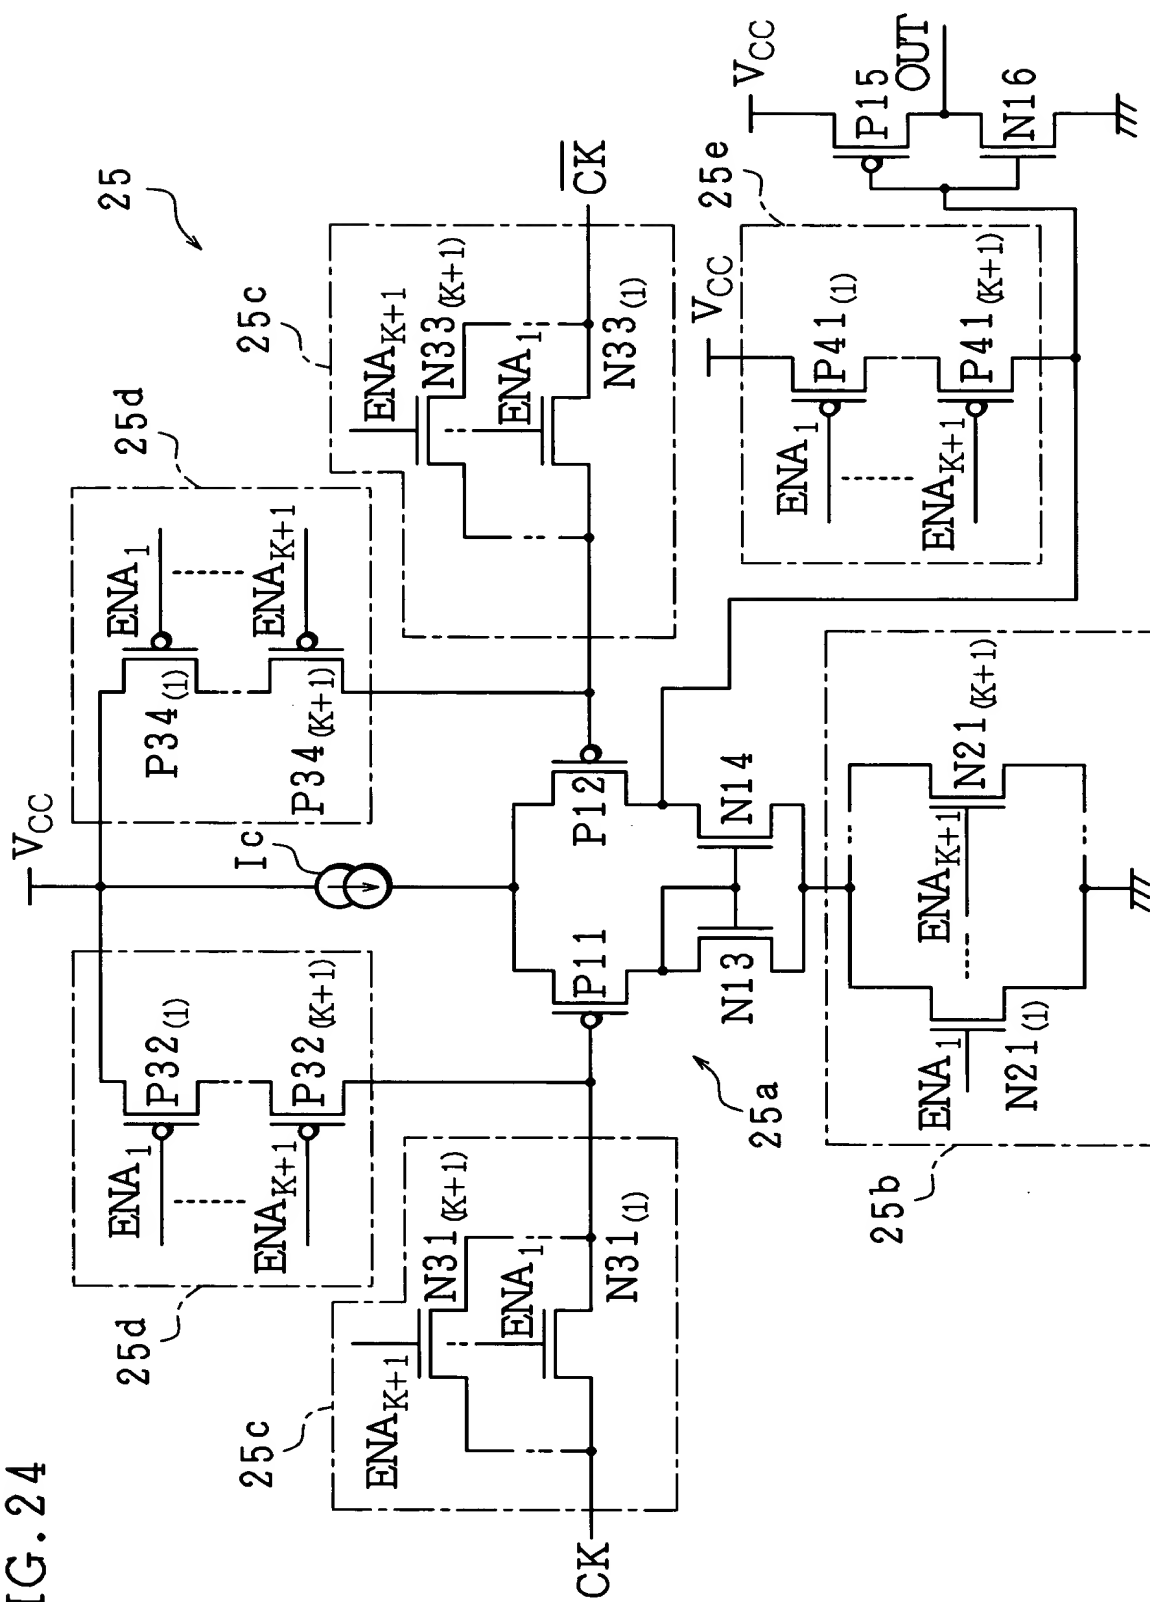 IG.24
25
VCC
25d
25d
ENA1
P32(1)
ENAK+1
P32(K+1)
P34(1)
ENA1
P34(K+1)
ENAK+1
Ic
25c
25c
ENAK+1
N31(K+1)
ENA1
N31(1)
CK
ENAK+1
N33(K+1)
ENA1
N33(1)
C̅K̅
P11
P12
N13
N14
25a
25b
ENA1
N21(1)
ENAK+1
N21(K+1)
25e
VCC
ENA1
P41(1)
ENAK+1
P41(K+1)
VCC
P15
OUT
N16